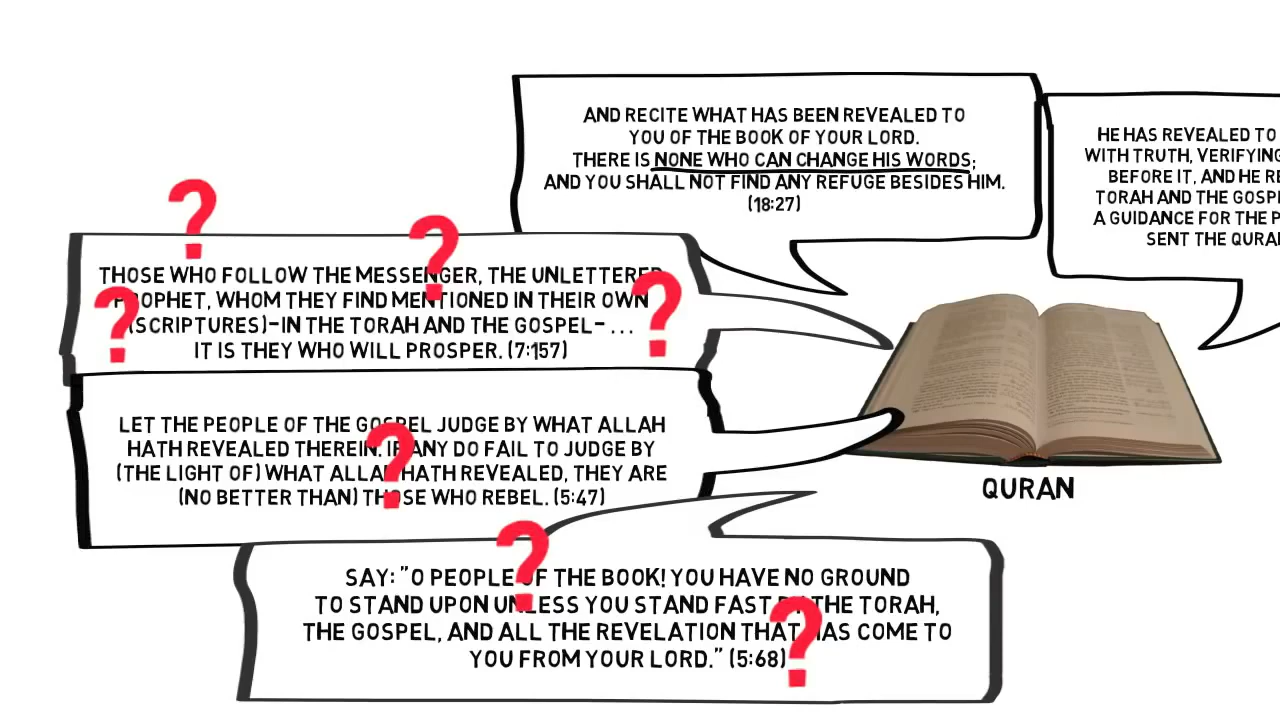 AND RECITE WHAT HAS BEEN REVEALED TO
YOU OF THE BOOK OF YOUR LORD.
THERE IS NONE WHO CAN CHANGE HIS WORDS;
AND YOU SHALL NOT FIND ANY REFUGE BESIDES HIM.
(18:27)
HE HAS REVEALED TO
WITH TRUTH, VERIFYING
BEFORE IT, AND HE RE
TORAH AND THE GOSP
A GUIDANCE FOR THE P
SENT THE QURA
THOSE WHO FOLLOW THE MESSENGER, THE UNLETTERED
PROPHET, WHOM THEY FIND MENTIONED IN THEIR OWN
(SCRIPTURES)-IN THE TORAH AND THE GOSPEL- ...
IT IS THEY WHO WILL PROSPER. (7:157)
LET THE PEOPLE OF THE GOSPEL JUDGE BY WHAT ALLAH
HATH REVEALED THEREIN. IF ANY DO FAIL TO JUDGE BY
(THE LIGHT OF) WHAT ALLAH HATH REVEALED, THEY ARE
(NO BETTER THAN) THOSE WHO REBEL. (5:47)
QURAN
SAY: "O PEOPLE OF THE BOOK! YOU HAVE NO GROUND
TO STAND UPON UNLESS YOU STAND FAST BY THE TORAH,
THE GOSPEL, AND ALL THE REVELATION THAT HAS COME TO
YOU FROM YOUR LORD." (5:68)